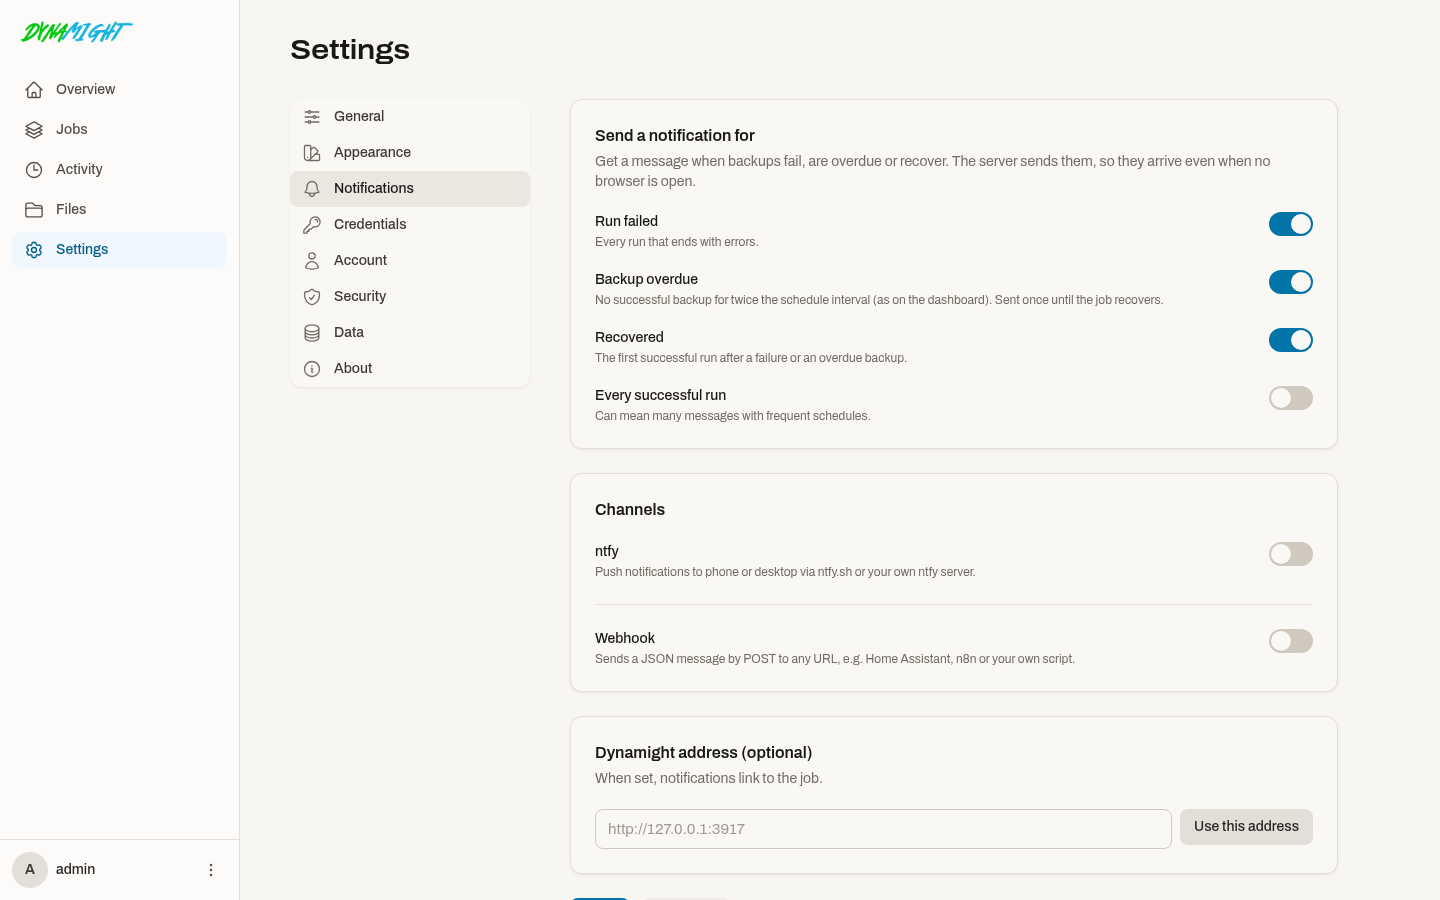 DYNAMIGHT
Overview
Jobs
Activity
Files
Settings
A
admin
Settings
General
Appearance
Notifications
Credentials
Account
Security
Data
About
Send a notification for
Get a message when backups fail, are overdue or recover. The server sends them, so they arrive even when no
browser is open.
Run failed
Every run that ends with errors.
Backup overdue
No successful backup for twice the schedule interval (as on the dashboard). Sent once until the job recovers.
Recovered
The first successful run after a failure or an overdue backup.
Every successful run
Can mean many messages with frequent schedules.
Channels
ntfy
Push notifications to phone or desktop via ntfy.sh or your own ntfy server.
Webhook
Sends a JSON message by POST to any URL, e.g. Home Assistant, n8n or your own script.
Dynamight address (optional)
When set, notifications link to the job.
http://127.0.0.1:3917
Use this address